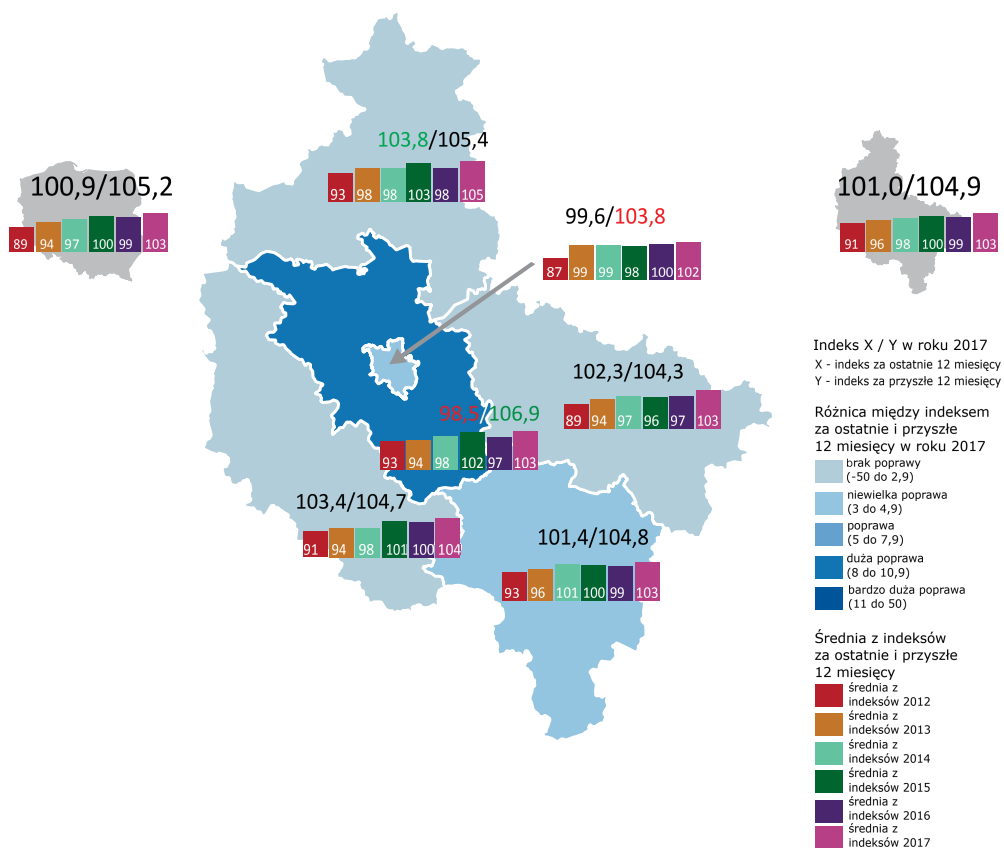 103,8/105,4
93 98 98 103 98 105
100,9/105,2
89 94 97 100 99 103
101,0/104,9
91 96 98 100 99 103
99,6/103,8
87 99 99 98 100 102
102,3/104,3
89 94 97 96 97 103
98,5/106,9
93 94 98 102 97 103
103,4/104,7
91 94 98 101 100 104
101,4/104,8
93 96 101 100 99 103
Indeks X / Y w roku 2017
X - indeks za ostatnie 12 miesięcy
Y - indeks za przyszłe 12 miesięcy
Różnica między indeksem
za ostatnie i przyszłe
12 miesięcy w roku 2017
brak poprawy
(-50 do 2,9)
niewielka poprawa
(3 do 4,9)
poprawa
(5 do 7,9)
duża poprawa
(8 do 10,9)
bardzo duża poprawa
(11 do 50)
Średnia z indeksów
za ostatnie i przyszłe
12 miesięcy
średnia z
indeksów 2012
średnia z
indeksów 2013
średnia z
indeksów 2014
średnia z
indeksów 2015
średnia z
indeksów 2016
średnia z
indeksów 2017